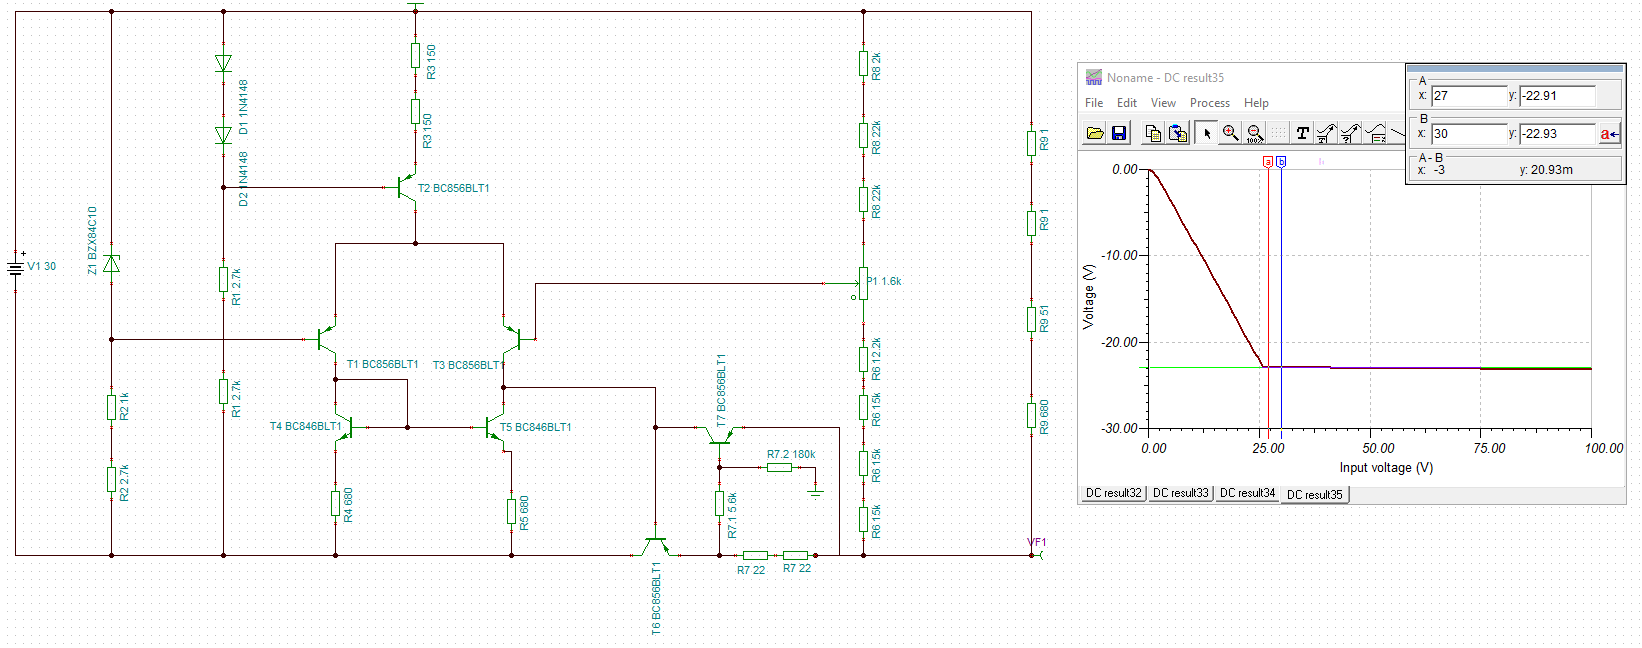 V1 30
Z1 BZX84C10
R2 1k
R2 2.7k
D1 1N4148
D2 1N4148
R1 2.7k
R1 2.7k
R3 150
R3 150
T2 BC856BLT1
T1 BC856BLT1
T3 BC856BLT1
T4 BC846BLT1
T5 BC846BLT1
R4 680
R5 680
T7 BC856BLT1
R7.2 180k
R7.1 5.6k
T6 BC856BLT1
R7 22
R7 22
R8 2k
R8 22k
R8 22k
P1 1.6k
R6 12.2k
R6 15k
R6 15k
R6 15k
R9 1
R9 1
R9 51
R9 680
VF1
Noname - DC result35
File Edit View Process Help
100%
T
A
x: 27 y: -22.91
B
x: 30 y: -22.93
a
A - B
x: -3 y: 20.93m
a b
0.00
-10.00
-20.00
-30.00
Voltage (V)
0.00 25.00 50.00 75.00 100.00
Input voltage (V)
DC result32 DC result33 DC result34 DC result35